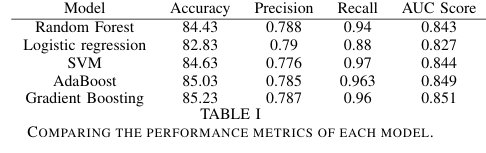 Model Accuracy Precision Recall AUC Score
Random Forest 84.43 0.788 0.94 0.843
Logistic regression 82.83 0.79 0.88 0.827
SVM 84.63 0.776 0.97 0.844
AdaBoost 85.03 0.785 0.963 0.849
Gradient Boosting 85.23 0.787 0.96 0.851
TABLE I
COMPARING THE PERFORMANCE METRICS OF EACH MODEL.